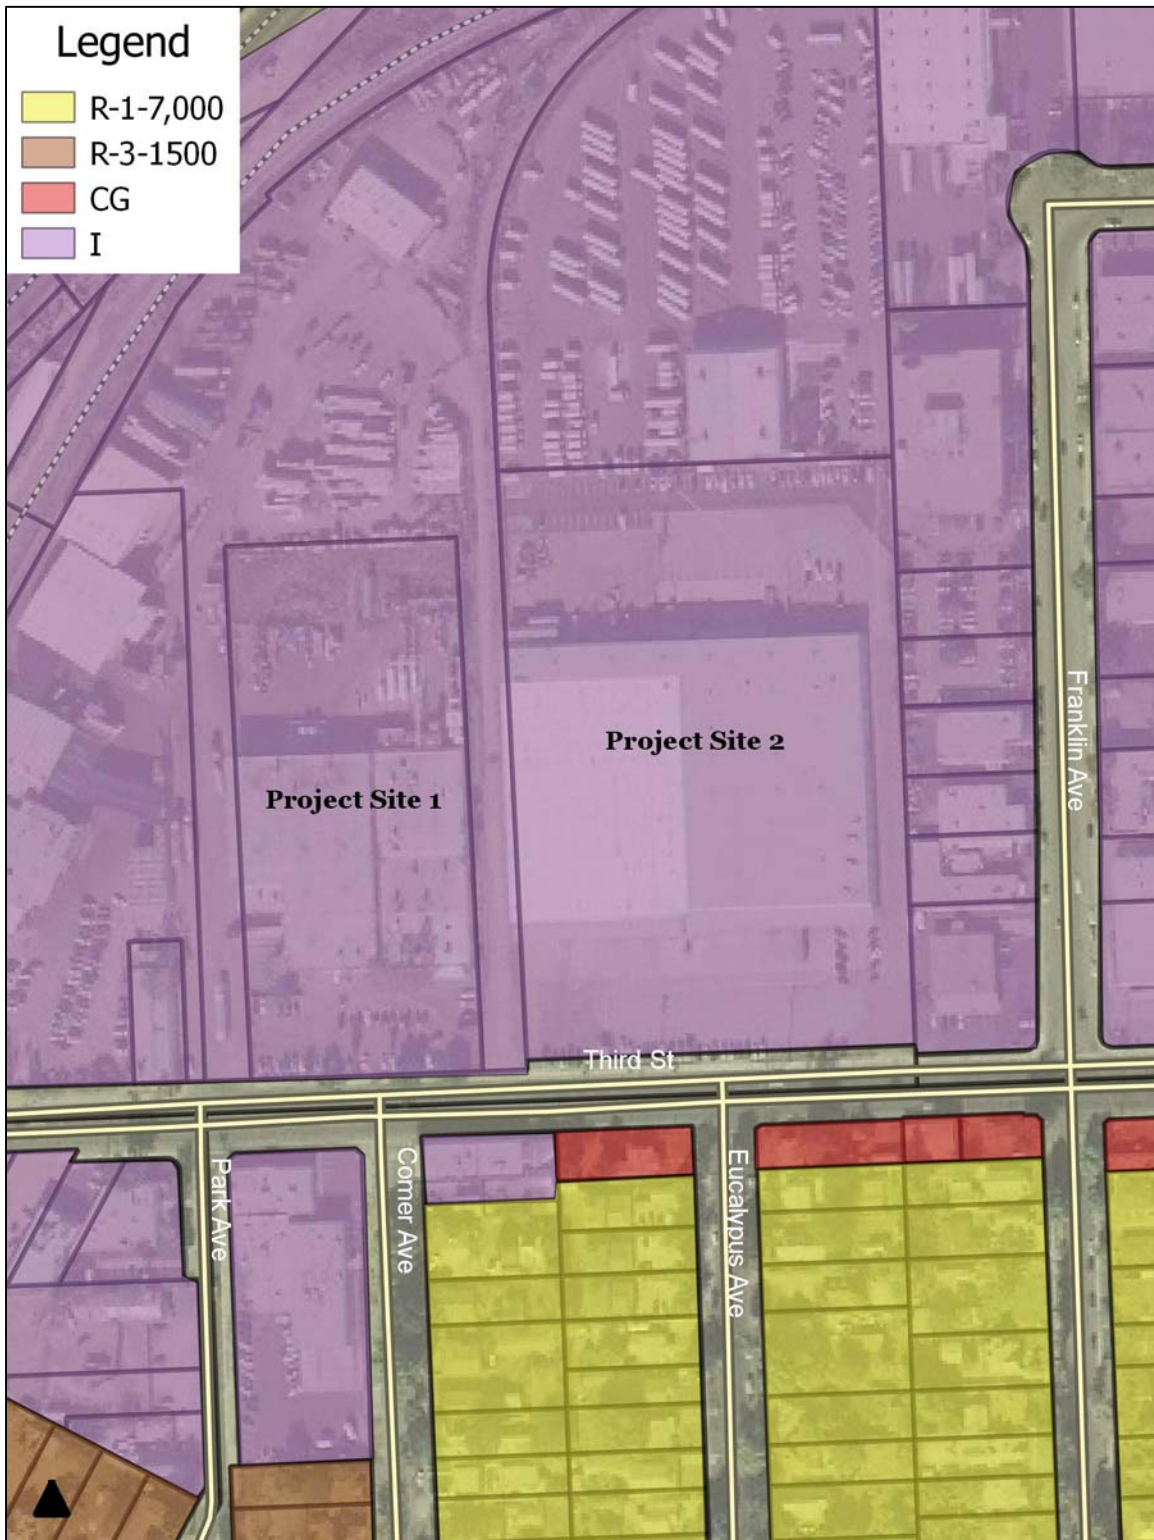 Legend
R-1-7,000
R-3-1500
CG
I
Project Site 2
Project Site 1
Franklin Ave
Third St
Park Ave
Comer Ave
Eucalypus Ave